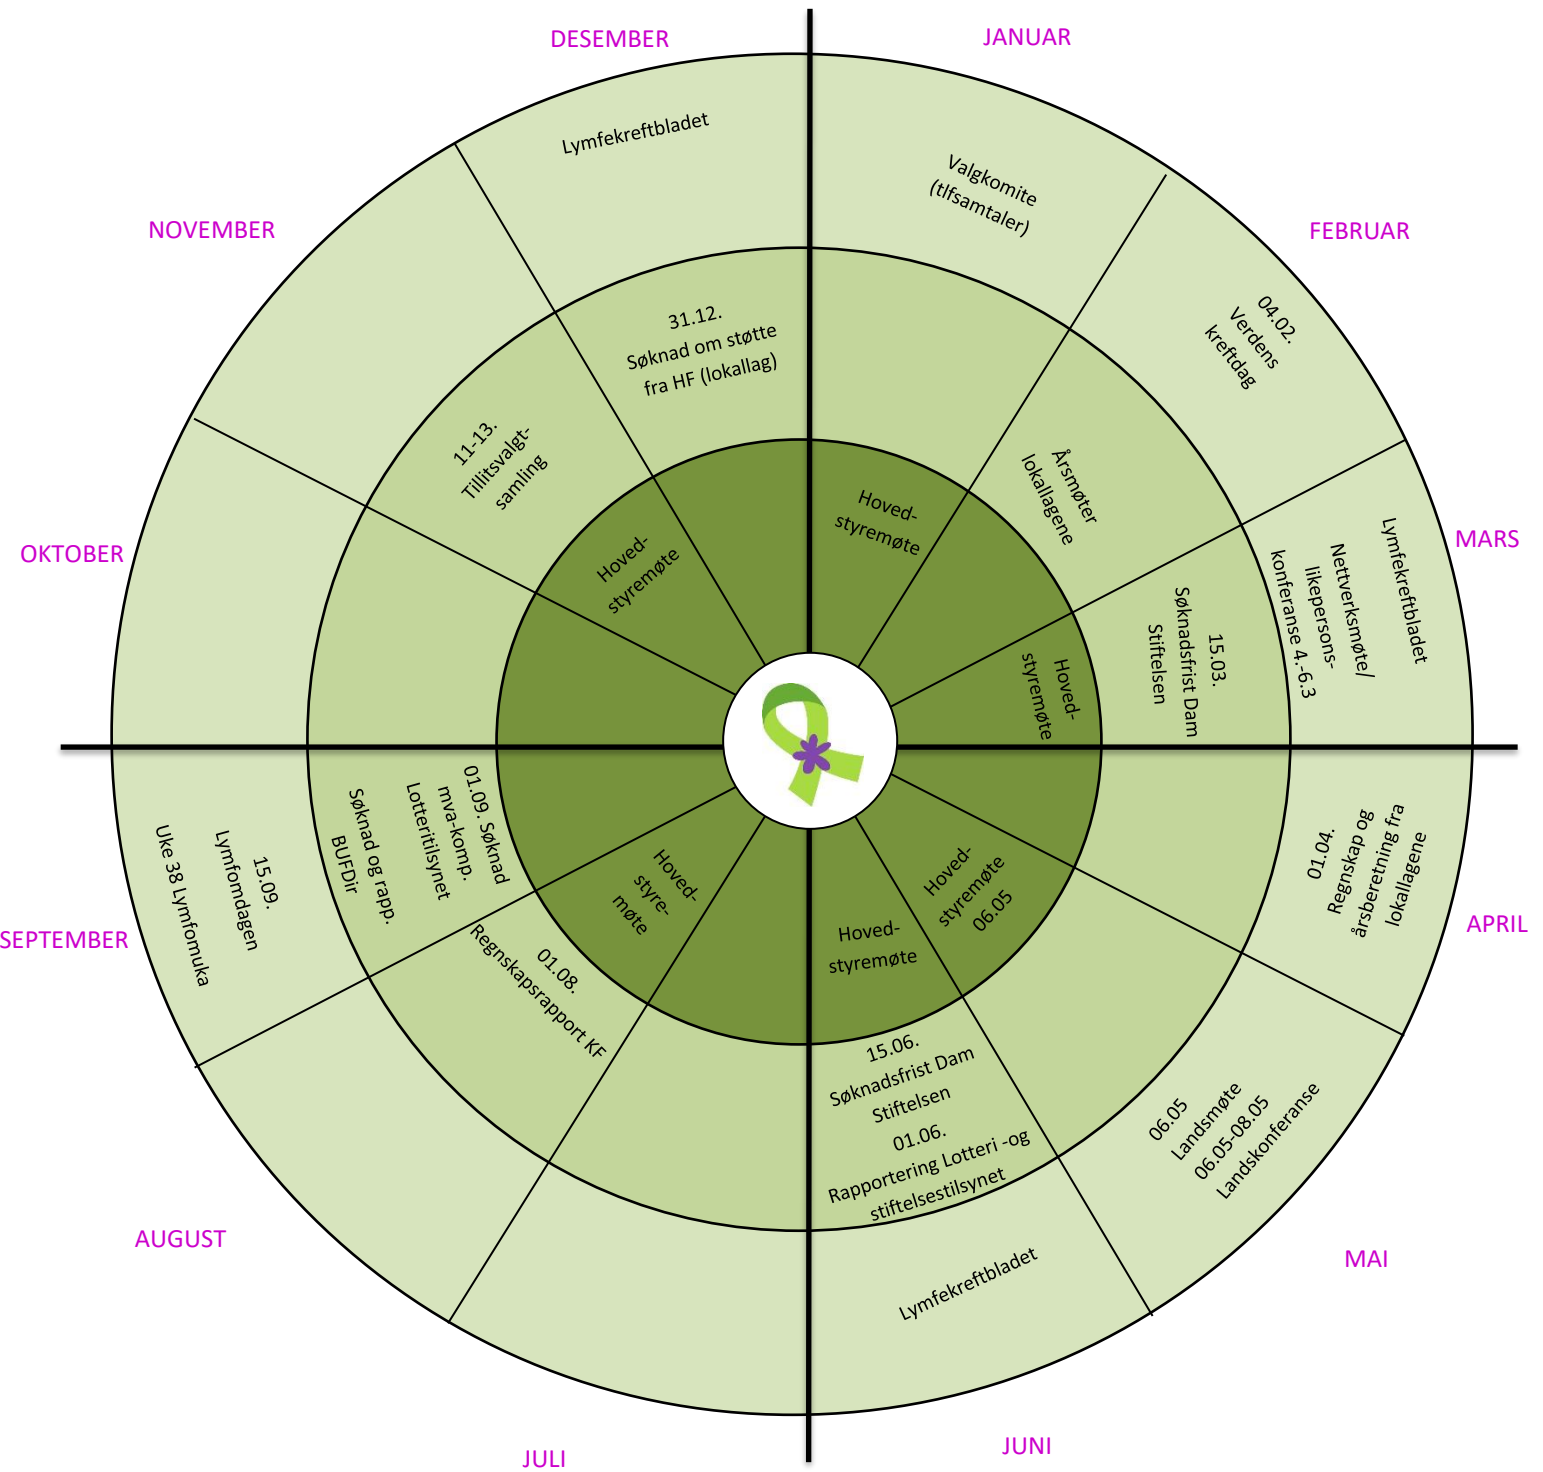 JANUAR
Valgkomite
(tlfsamtaler)
Hoved-
styremøte
FEBRUAR
04.02.
Verdens
kreftdag
Årsmøter
lokallagene
MARS
Lymfekreftbladet
Nettverksmøte/
likepersons-
konferanse 4.-6.3
15.03.
Søknadsfrist Dam
Stiftelsen
Hoved-
styremøte
APRIL
01.04.
Regnskap og
årsberetning fra
lokallagene
MAI
06.05
Landsmøte
06.05-08.05
Landskonferanse
Hoved-
styremøte
06.05
JUNI
Hoved-
styremøte
15.06.
Søknadsfrist Dam
Stiftelsen
01.06.
Rapportering Lotteri -og
stiftelsestilsynet
Lymfekreftbladet
JULI
AUGUST
Hoved-
styre-
møte
01.08.
Regnskapsrapport KF
SEPTEMBER
01.09. Søknad
mva-komp.
Lotteritilsynet
Søknad og rapp.
BUFDir
15.09.
Lymfomdagen
Uke 38 Lymfomuka
OKTOBER
NOVEMBER
11-13.
Tillitsvalgt-
samling
Hoved-
styremøte
DESEMBER
Lymfekreftbladet
31.12.
Søknad om støtte
fra HF (lokallag)